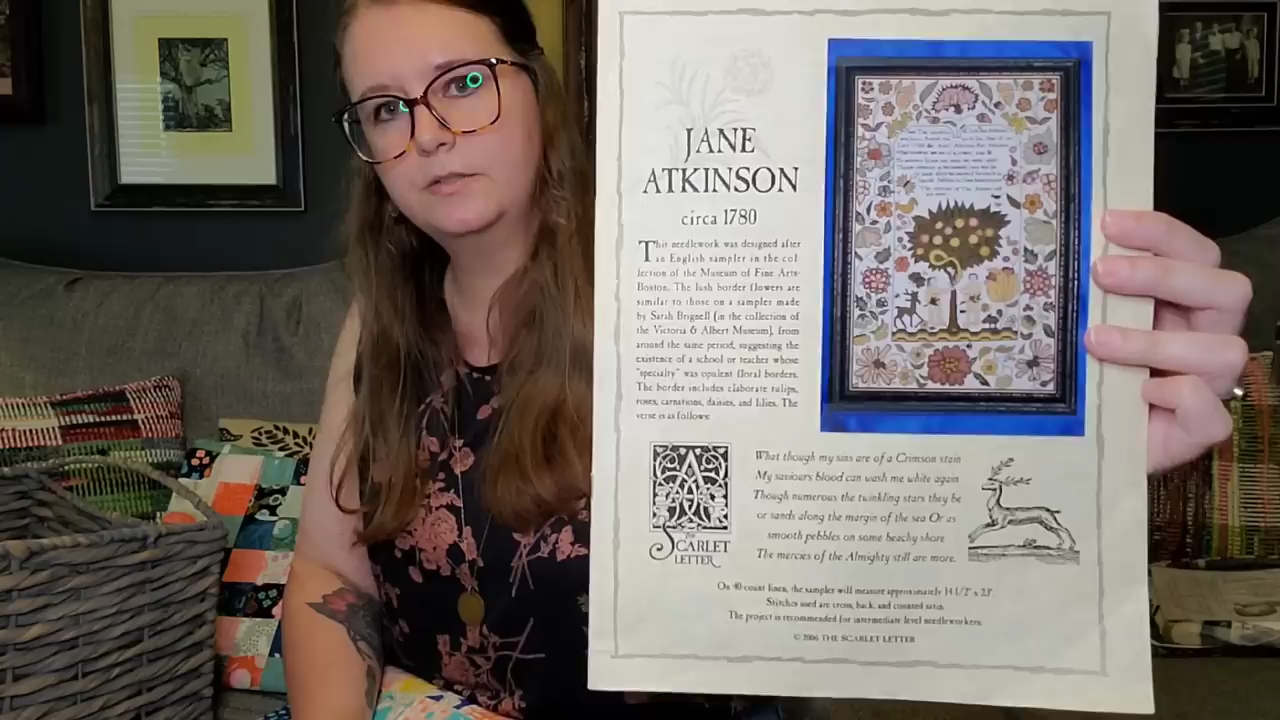 JANE
ATKINSON
circa 1780
This needlework was designed after
an English sampler in the col-
lection of the Museum of Fine Arts-
Boston. The lush border flowers are
similar to those on a sampler made
by Sarah Brignell (in the collection of
the Victoria & Albert Museum), from
around the same period, suggesting the
existence of a school or teacher whose
"specialty" was opulent floral borders.
The border includes elaborate tulips,
roses, carnations, daisies, and lilies. The
verse is as follows:
What though my sins are of a Crimson stain
My saviours blood can wash me white again
Though numerous the twinkling stars they be
or sands along the margin of the sea Or as
smooth pebbles on some beachy shore
The mercies of the Almighty still are more.
The
SCARLET
LETTER
On 40 count linen, the sampler will measure approximately 14 1/2" x 23".
Stitches used are cross, back, and counted satin.
The project is recommended for intermediate level needleworkers.
© 2006 THE SCARLET LETTER